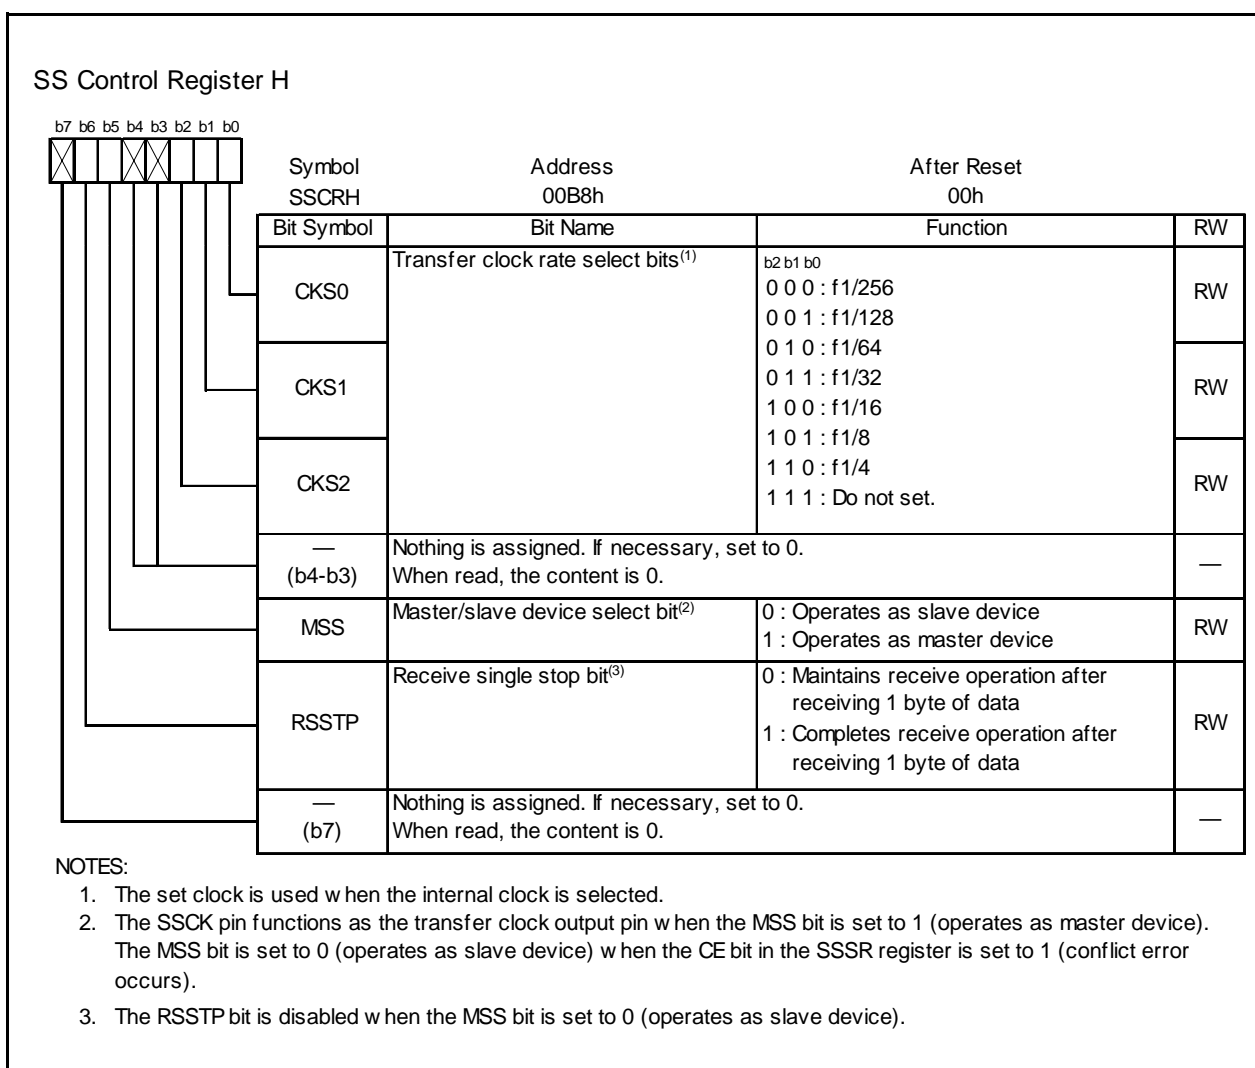 SS Control Register H
b7 b6 b5 b4 b3 b2 b1 b0
Symbol Address After Reset
SSCRH 00B8h 00h
Bit Symbol Bit Name Function RW
CKS0 Transfer clock rate select bits(1) b2 b1 b0 RW
0 0 0 : f1/256
0 0 1 : f1/128
0 1 0 : f1/64
CKS1 0 1 1 : f1/32 RW
1 0 0 : f1/16
1 0 1 : f1/8
CKS2 1 1 0 : f1/4 RW
1 1 1 : Do not set.
— Nothing is assigned. If necessary, set to 0. —
(b4-b3) When read, the content is 0.
MSS Master/slave device select bit(2) 0 : Operates as slave device RW
1 : Operates as master device
RSSTP Receive single stop bit(3) 0 : Maintains receive operation after RW
receiving 1 byte of data
1 : Completes receive operation after
receiving 1 byte of data
— Nothing is assigned. If necessary, set to 0. —
(b7) When read, the content is 0.
NOTES:
1. The set clock is used when the internal clock is selected.
2. The SSCK pin functions as the transfer clock output pin when the MSS bit is set to 1 (operates as master device).
The MSS bit is set to 0 (operates as slave device) when the CE bit in the SSSR register is set to 1 (conflict error
occurs).
3. The RSSTP bit is disabled when the MSS bit is set to 0 (operates as slave device).